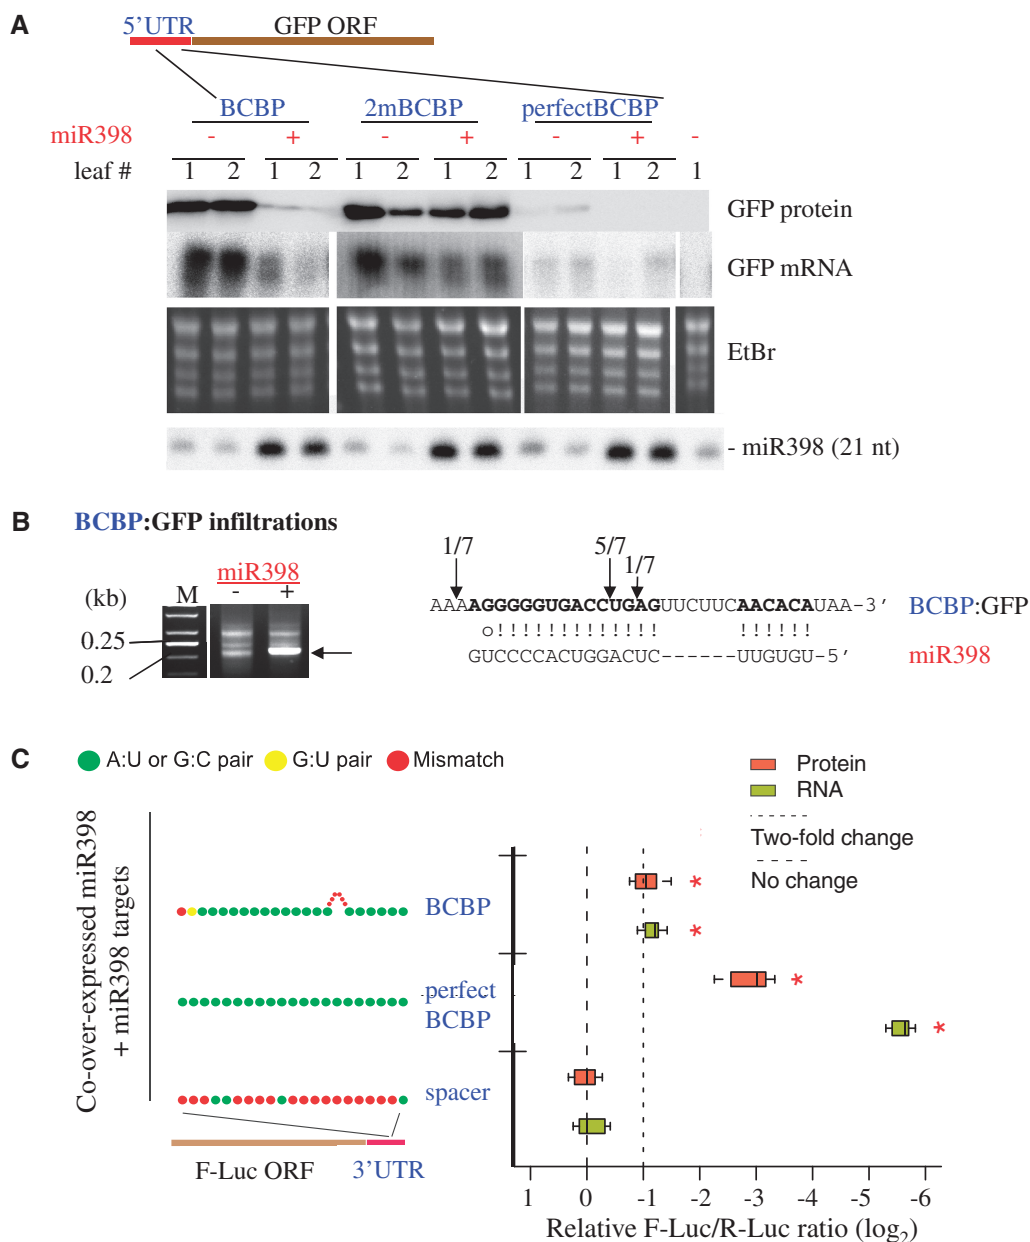 A
5'UTR GFP ORF
BCBP 2mBCBP perfectBCBP
miR398 - + - + - + -
leaf # 1 2 1 2 1 2 1 2 1 2 1 2 1
GFP protein
GFP mRNA
EtBr
- miR398 (21 nt)
B BCBP:GFP infiltrations
miR398
(kb) M - +
0.25
0.2
1/7 5/7 1/7
AAAAGGGGGUGACCUGAGUUCUUCAACACAUAA-3' BCBP:GFP
o!!!!!!!!!!!!! !!!!!!
GUCCCCACUGGACUC------UUGUGU-5' miR398
C
A:U or G:C pair G:U pair Mismatch
Protein
RNA
Two-fold change
No change
Co-over-expressed miR398
+ miR398 targets
BCBP *
*
perfect
BCBP *
*
spacer
F-Luc ORF 3'UTR
1 0 -1 -2 -3 -4 -5 -6
Relative F-Luc/R-Luc ratio (log2)